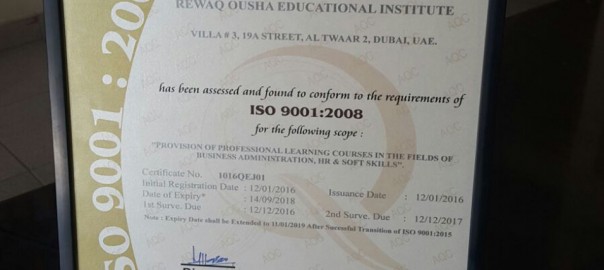 REWAQ OUSHA EDUCATIONAL INSTITUTE
VILLA # 3, 19A STREET, AL TWAAR 2, DUBAI, UAE.
has been assessed and found to conform to the requirements of
ISO 9001:2008
for the following scope :
"PROVISION OF PROFESSIONAL LEARNING COURSES IN THE FIELDS OF
BUSINESS ADMINISTRATION, HR & SOFT SKILLS".
Certificate No. 1016QEJ01
Initial Registration Date : 12/01/2016 Issuance Date : 12/01/2016
Date of Expiry* : 14/09/2018
1st Surve. Due : 12/12/2016 2nd Surve. Due : 12/12/2017
Note : Expiry Date shall be Extended to 11/01/2019 After Successful Transition of ISO 9001:2015
SO 9001 : 200
AQC